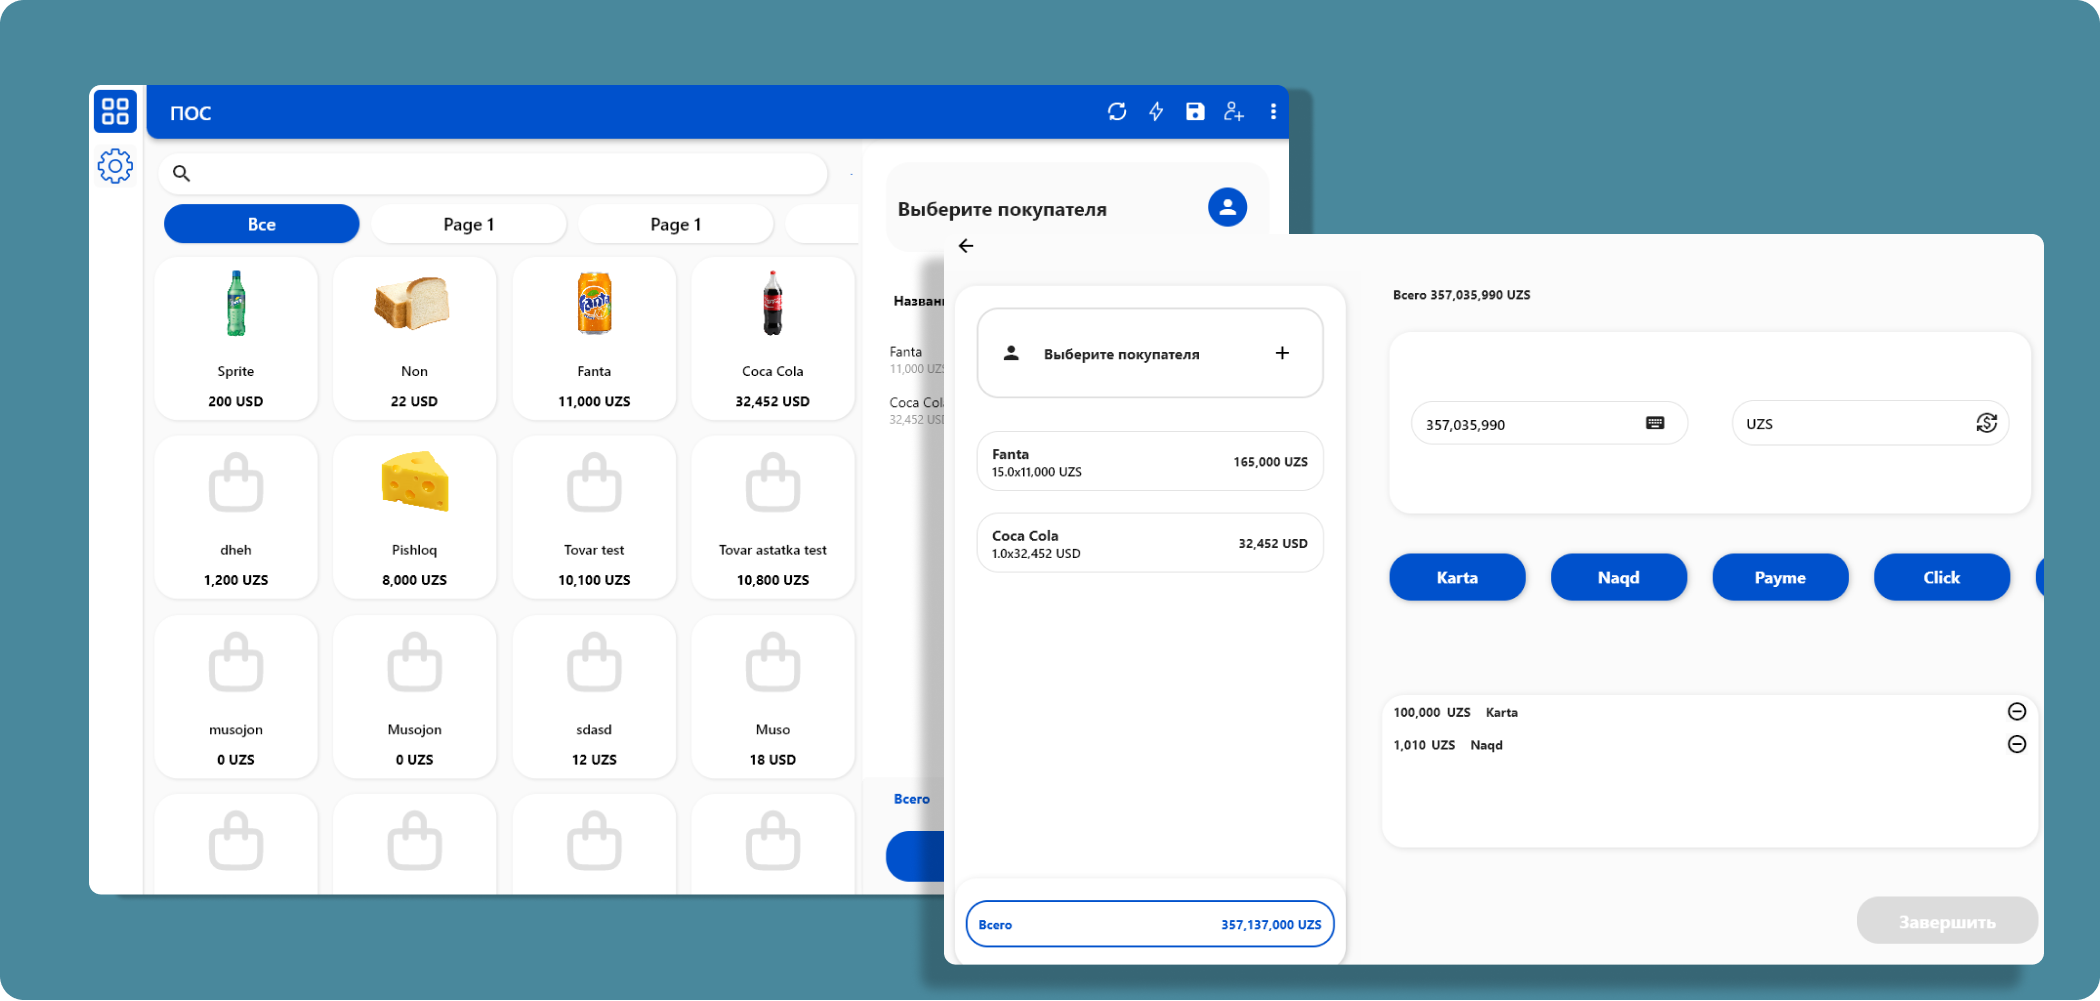 ПОС
Все
Page 1
Page 1
Sprite
200 USD
Non
22 USD
Fanta
Fanta
11,000 UZS
Coca Cola
32,452 USD
dheh
1,200 UZS
Pishloq
8,000 UZS
Tovar test
10,100 UZS
Tovar astatka test
10,800 UZS
musojon
0 UZS
Musojon
0 UZS
sdasd
12 UZS
Muso
18 USD
Выберите покупателя
Fanta
11,000
Coca
32,452
Всего
Выберите покупателя
Fanta
15.0x11,000 UZS
165,000 UZS
Coca Cola
1.0x32,452 USD
32,452 USD
Всего
357,137,000 UZS
Всего 357,035,990 UZS
357,035,990
UZS
Karta
Naqd
Payme
Click
100,000 UZS Karta
1,010 UZS Naqd
Завершить